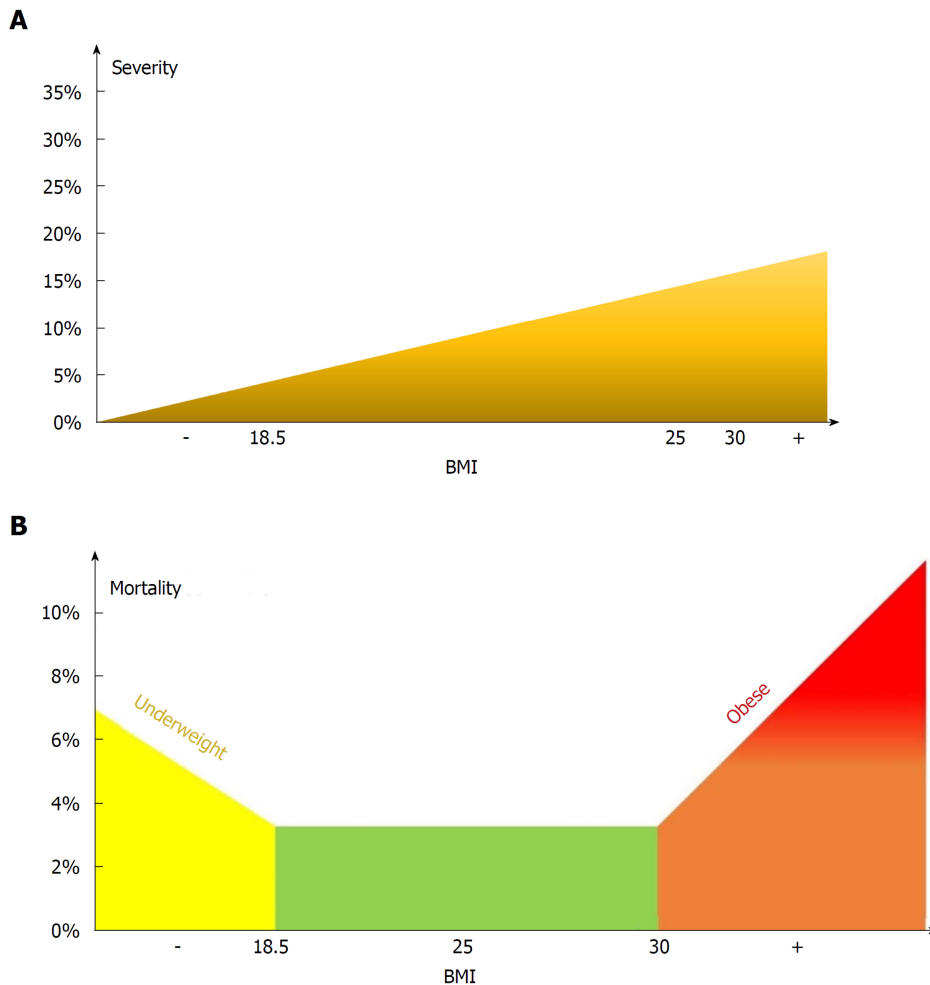 A
Severity
35%
30%
25%
20%
15%
10%
5%
0%
- 18.5 25 30 +
BMI
B
Mortality
10%
8%
6%
4%
2%
0%
Underweight
Obese
- 18.5 25 30 +
BMI